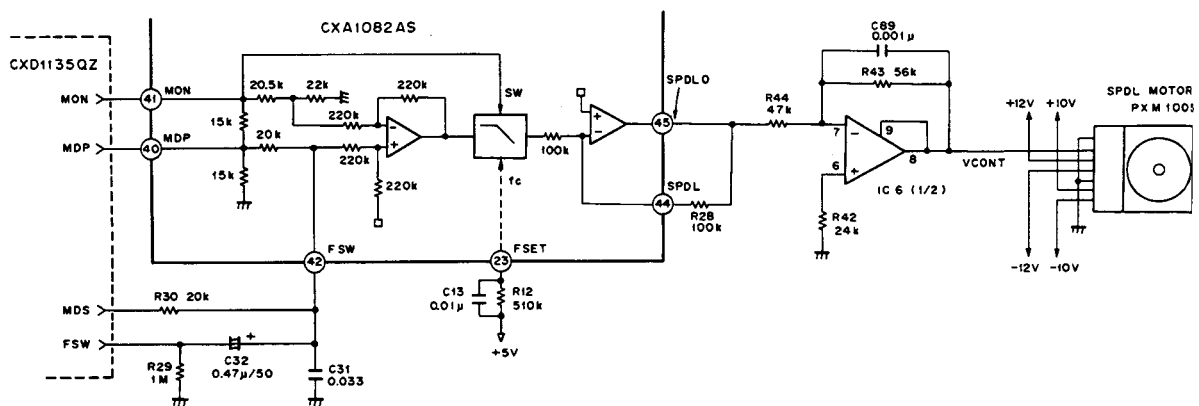 CXA1082AS
CXD1135QZ
MON
41
MON
20.5k
22k
220k
SW
15k
220k
MDP
40
MDP
20k
220k
15k
220k
fc
100k
SPDLO
45
SPDL
44
R28
100k
R44
47k
C89
0.001μ
R43 56k
7
9
8
6
IC 6 (1/2)
R42
24k
VCONT
+12V
+10V
SPDL MOTOR
PXM 100
-12V
-10V
FSW
42
FSET
23
C13
0.01μ
R12
510k
+5V
MDS
R30 20k
FSW
R29
1M
C32
0.47μ/50
+
C31
0.033